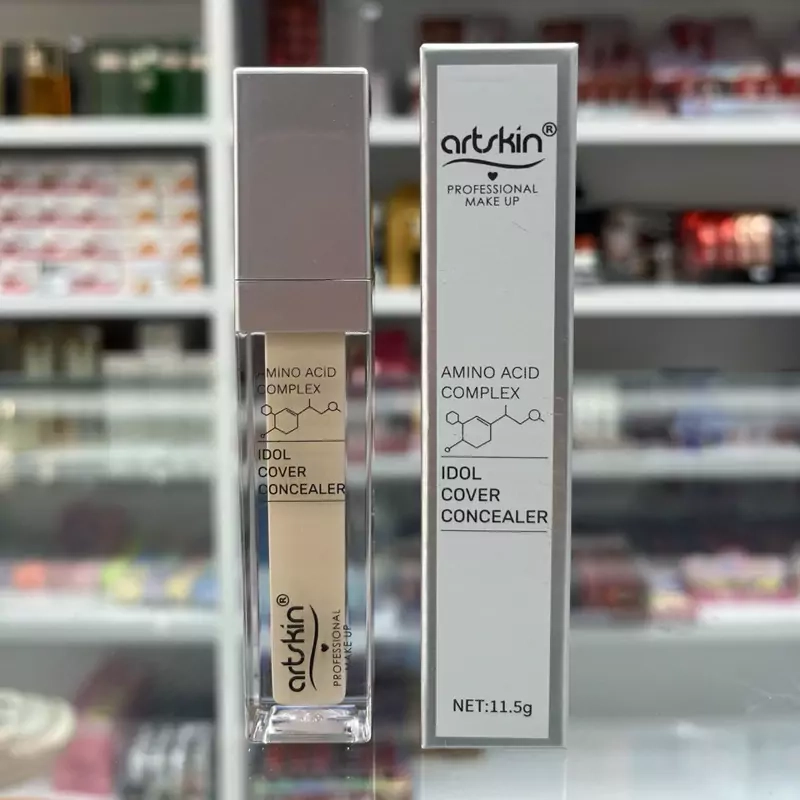 AMINO ACiD
COMPLEX
IDOL
COVER
CONCEALER
artskin®
PROFESSIONAL
MAKE UP
artskin®
PROFESSIONAL
MAKE UP
AMINO ACID
COMPLEX
IDOL
COVER
CONCEALER
NET:11.5g